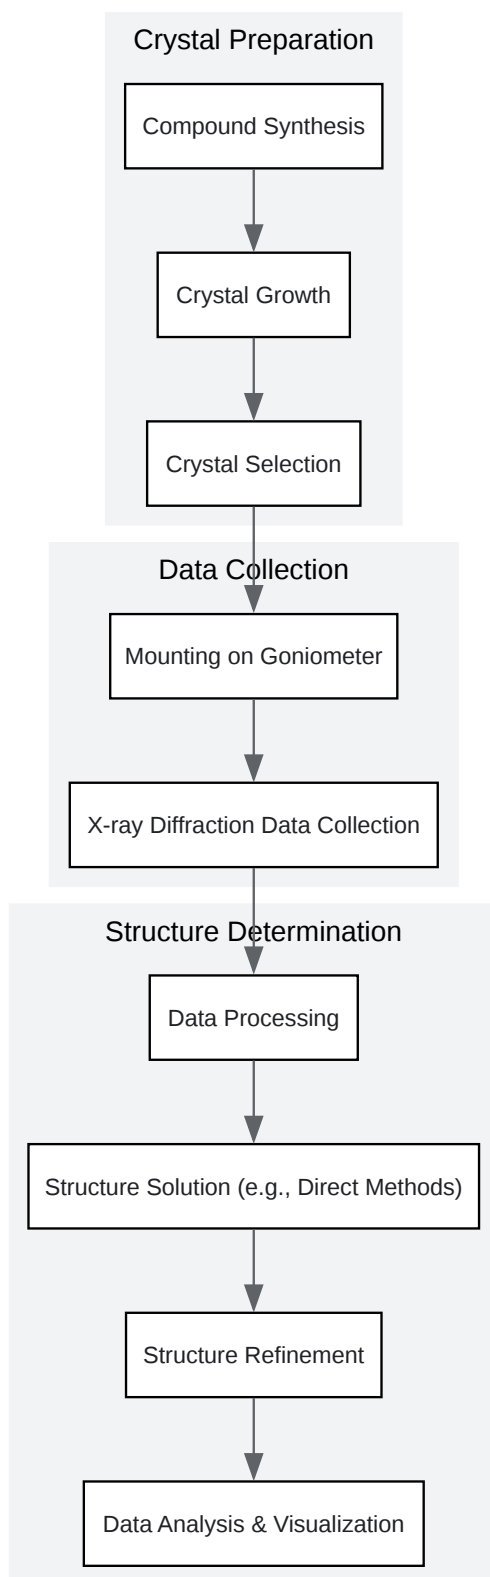 Crystal Preparation
Compound Synthesis
Crystal Growth
Crystal Selection
Data Collection
Mounting on Goniometer
X-ray Diffraction Data Collection
Structure Determination
Data Processing
Structure Solution (e.g., Direct Methods)
Structure Refinement
Data Analysis & Visualization